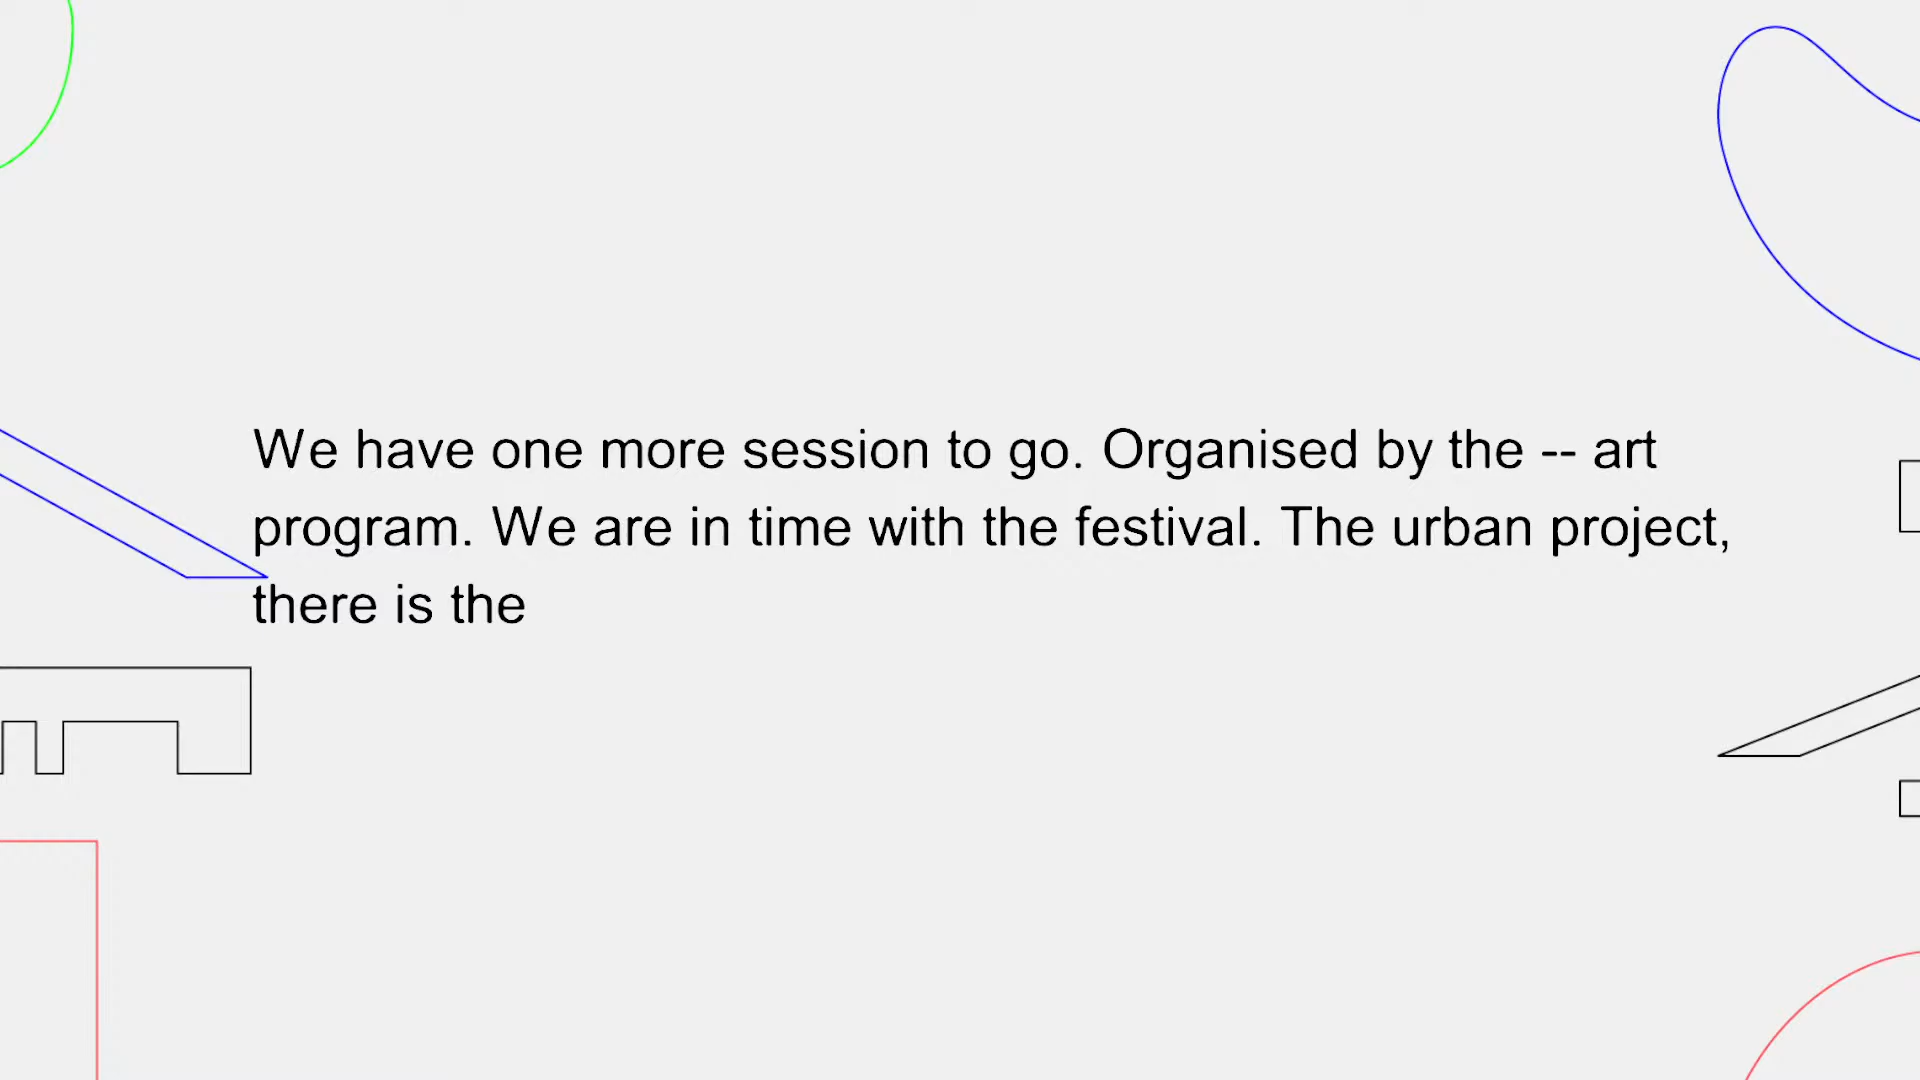 We have one more session to go. Organised by the -- art
program. We are in time with the festival. The urban project,
there is the